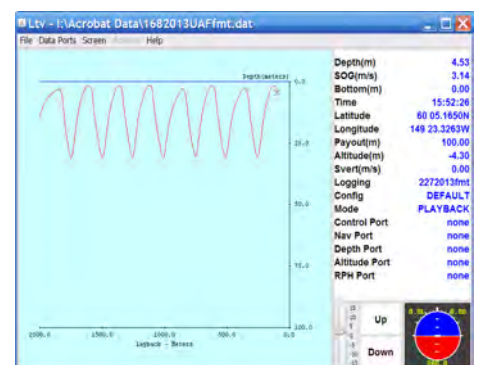 Ltv - I:\Acrobat Data\1682013UAFfmt.dat
File Data Ports Screen Actions Help
Depth(meters)
0.0
25.0
50.0
75.0
100.0
2000.0 1500.0 1000.0 500.0 0.0
Layback - Meters
Depth(m) 4.53
SOG(m/s) 3.14
Bottom(m) 0.00
Time 15:52:26
Latitude 60 05.1650N
Longitude 149 23.3263W
Payout(m) 100.00
Altitude(m) -4.30
Svert(m/s) 0.00
Logging 2272013fmt
Config DEFAULT
Mode PLAYBACK
Control Port none
Nav Port none
Depth Port none
Altitude Port none
RPH Port none
Up
Down